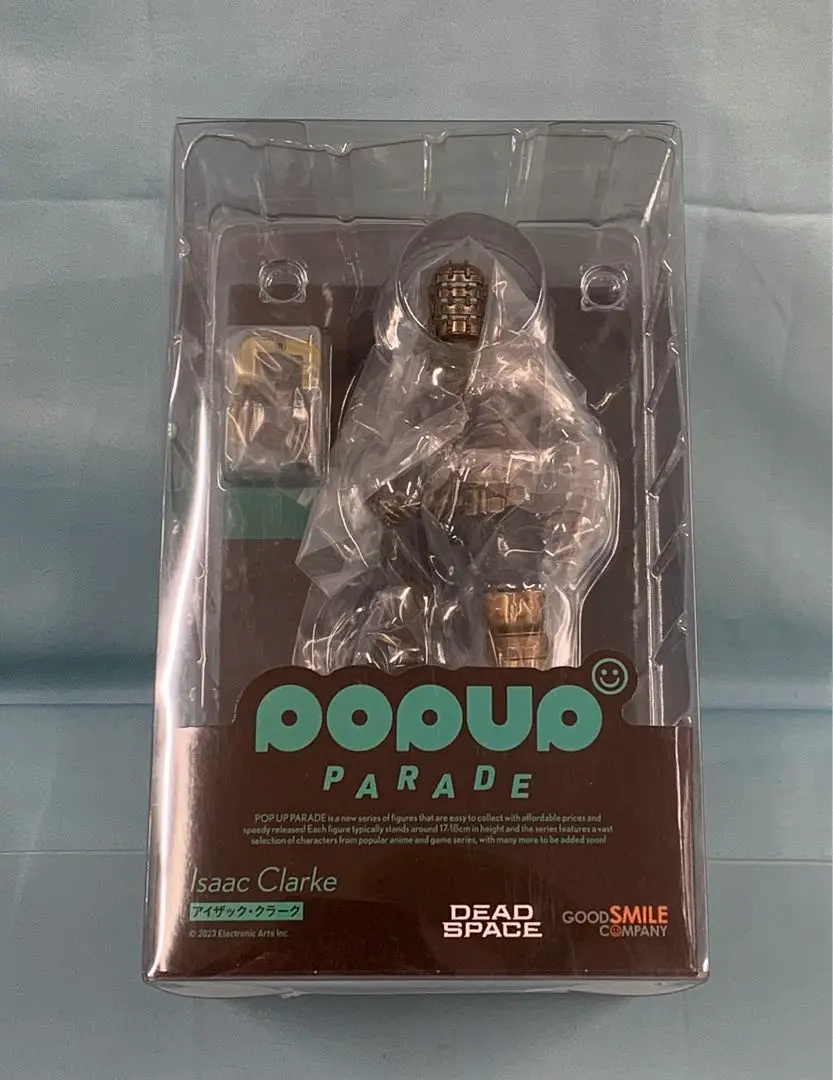 POPUP
PARADE
POP UP PARADE is a new series of figures that are easy to collect with affordable prices and
speedy releases! Each figure typically stands around 17-18cm in height and the series features a vast
selection of characters from popular anime and game series, with many more to be added soon!
Isaac Clarke
アイザック・クラーク
© 2023 Electronic Arts Inc.
DEAD
SPACE
GOOD SMILE
COMPANY